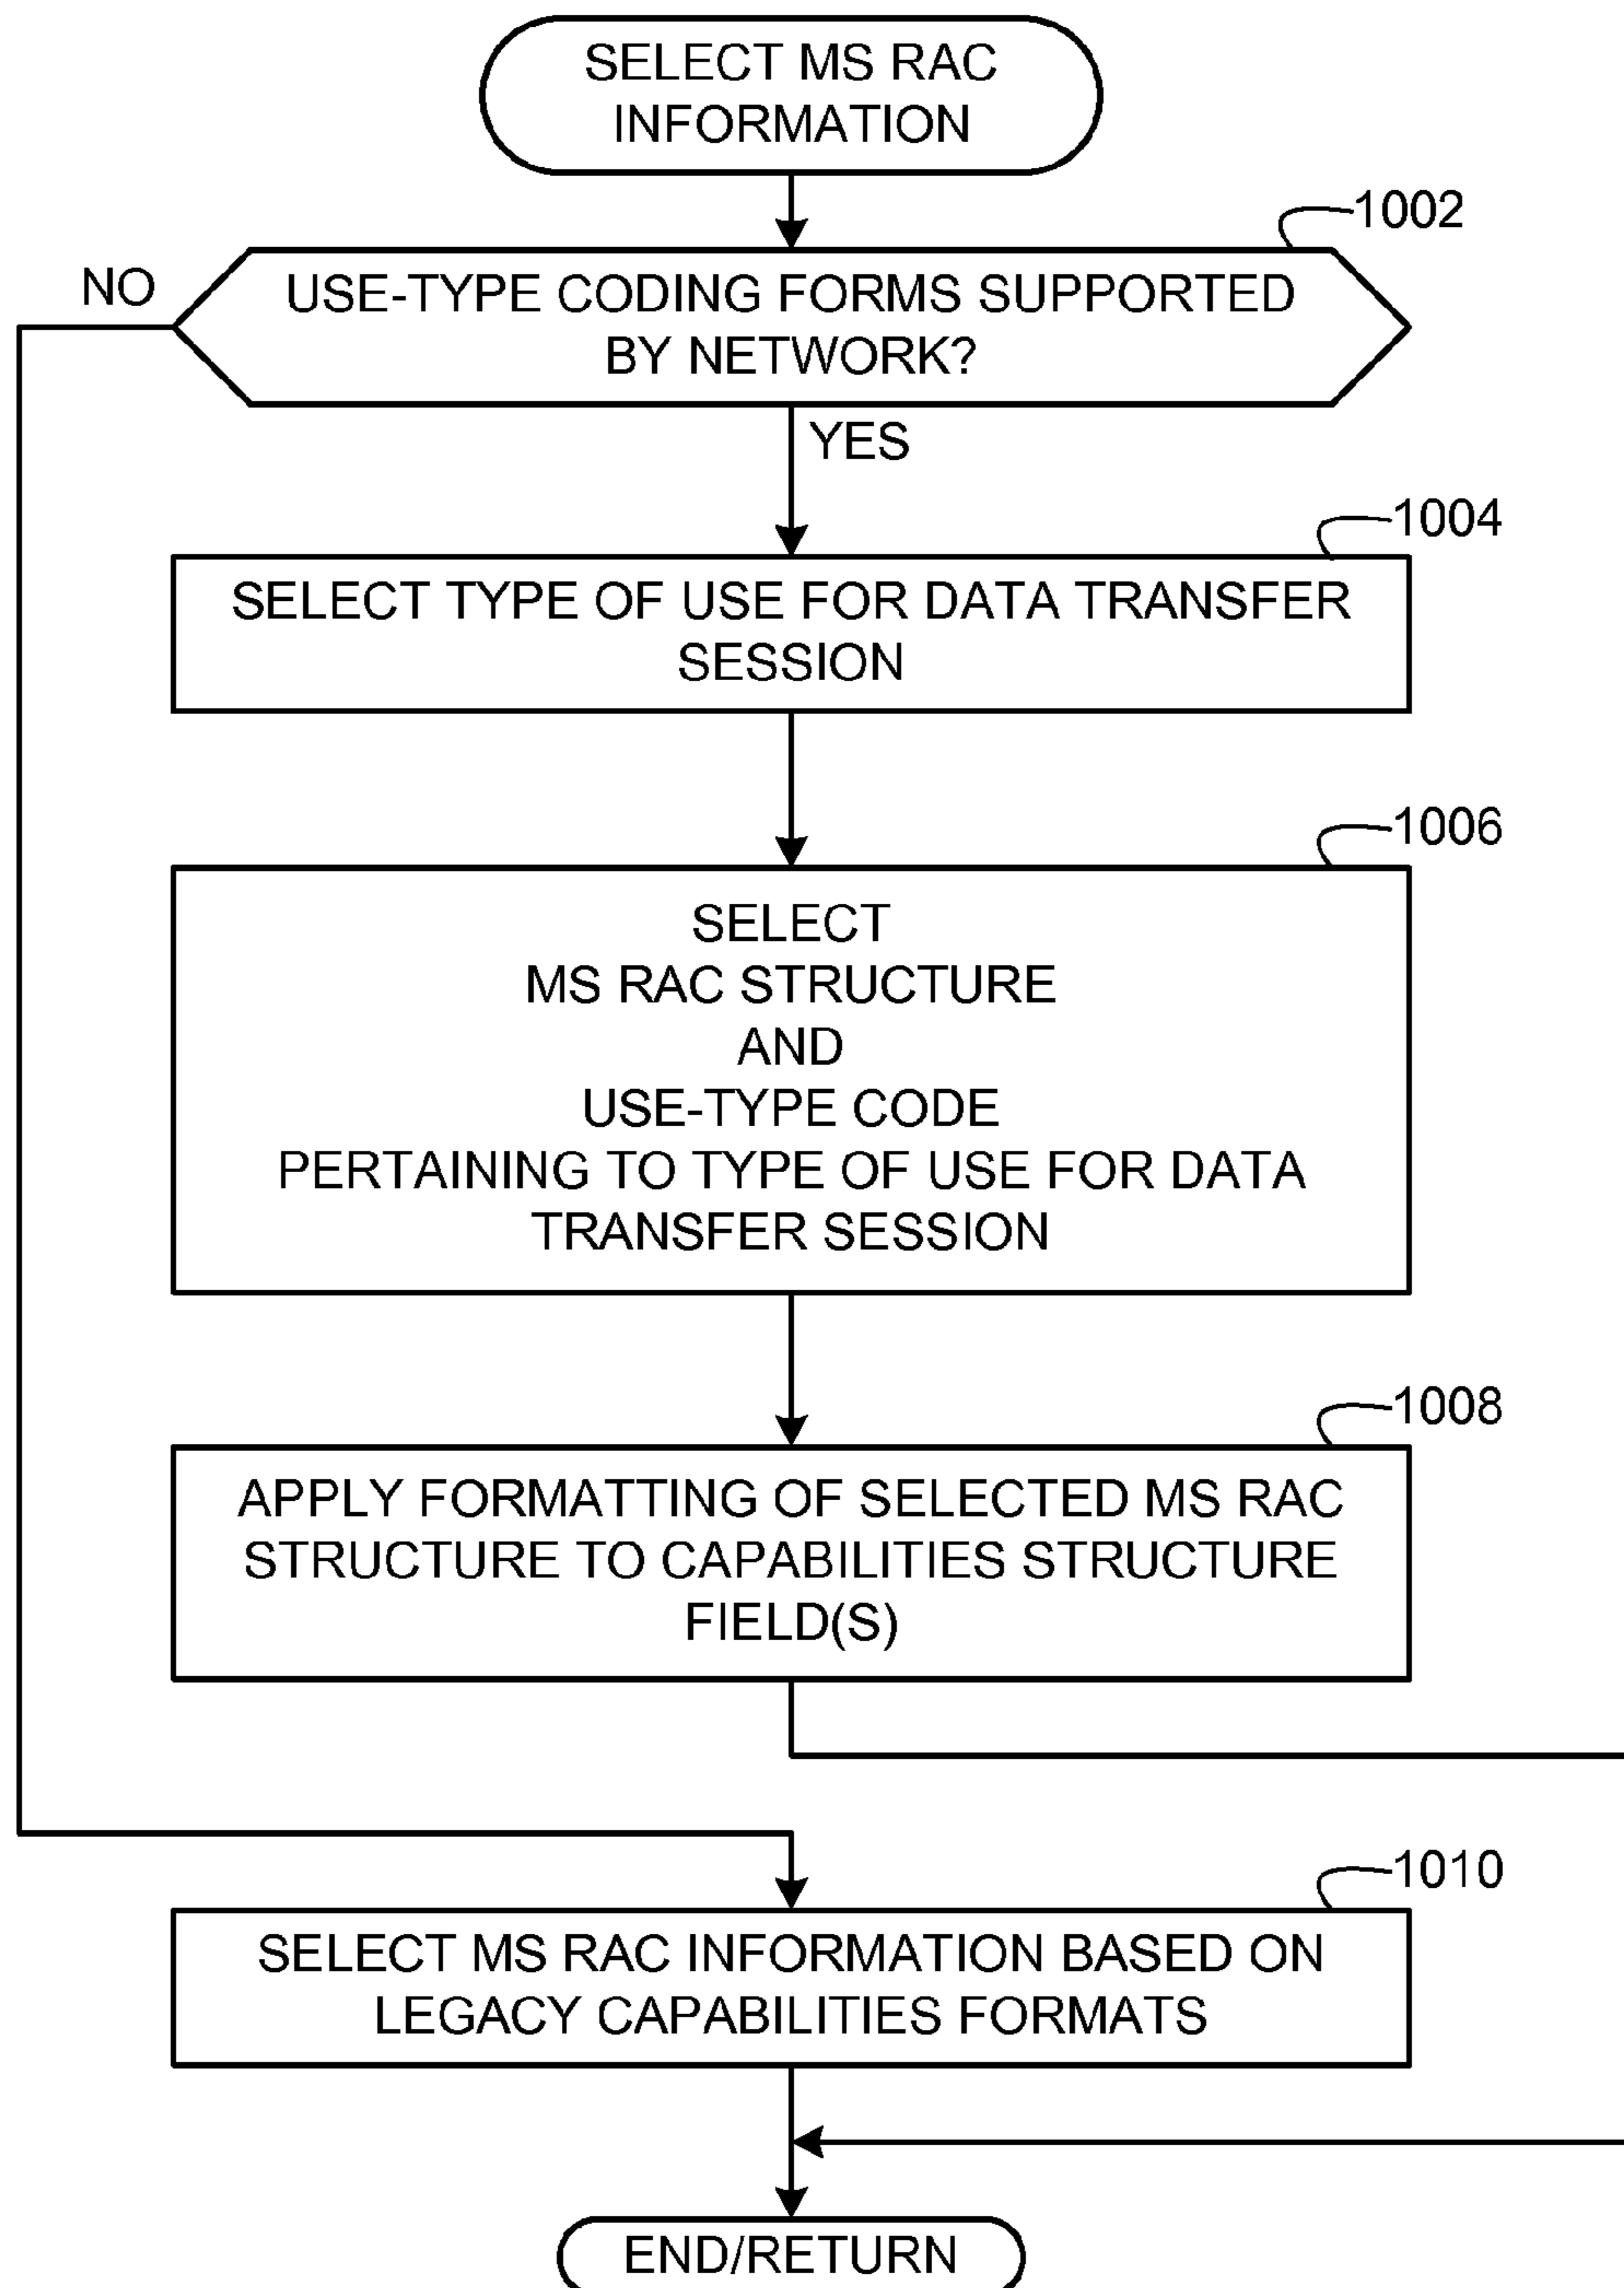 SELECT MS RAC
INFORMATION
1002
NO
USE-TYPE CODING FORMS SUPPORTED
BY NETWORK?
YES
1004
SELECT TYPE OF USE FOR DATA TRANSFER
SESSION
1006
SELECT
MS RAC STRUCTURE
AND
USE-TYPE CODE
PERTAINING TO TYPE OF USE FOR DATA
TRANSFER SESSION
1008
APPLY FORMATTING OF SELECTED MS RAC
STRUCTURE TO CAPABILITIES STRUCTURE
FIELD(S)
1010
SELECT MS RAC INFORMATION BASED ON
LEGACY CAPABILITIES FORMATS
END/RETURN